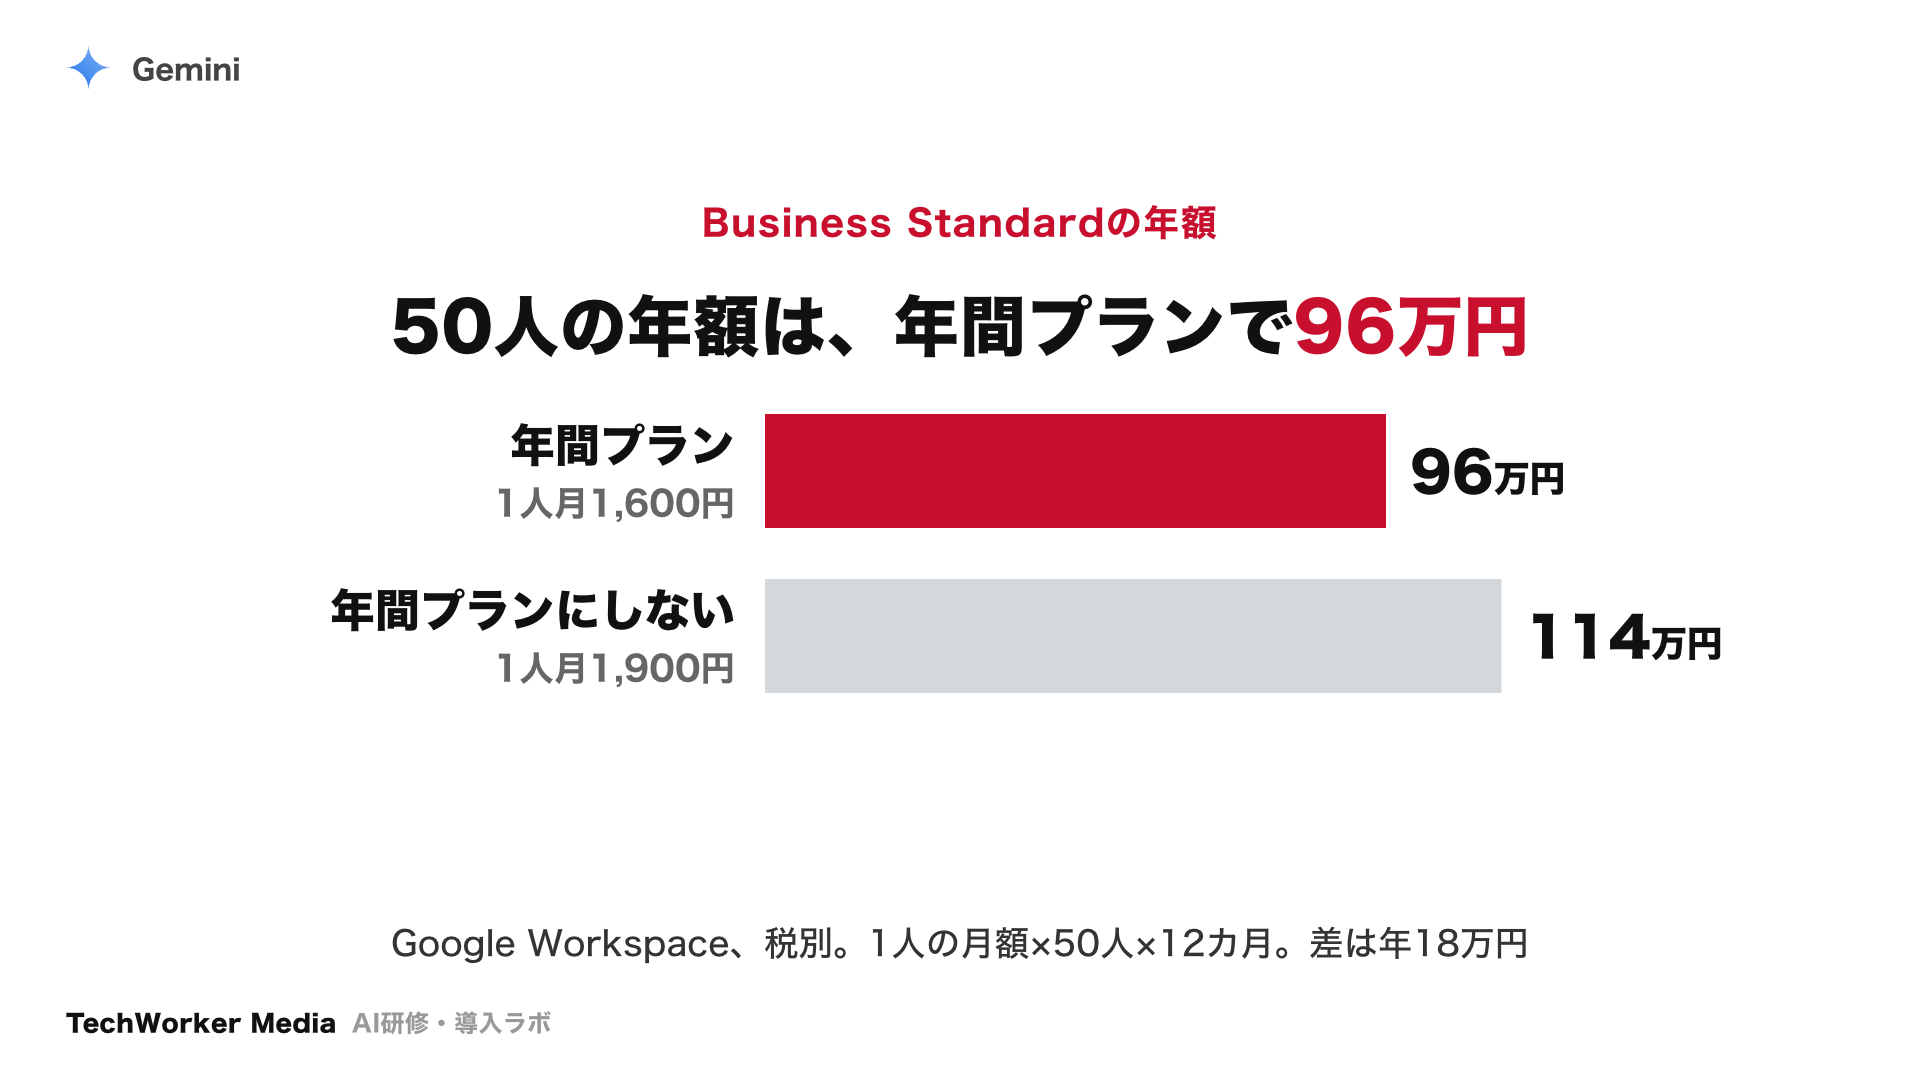 Gemini
Business Standardの年額
50人の年額は、年間プランで96万円
年間プラン
1人月1,600円
96万円
年間プランにしない
1人月1,900円
114万円
Google Workspace、税別。1人の月額×50人×12カ月。差は年18万円
TechWorker Media AI研修・導入ラボ